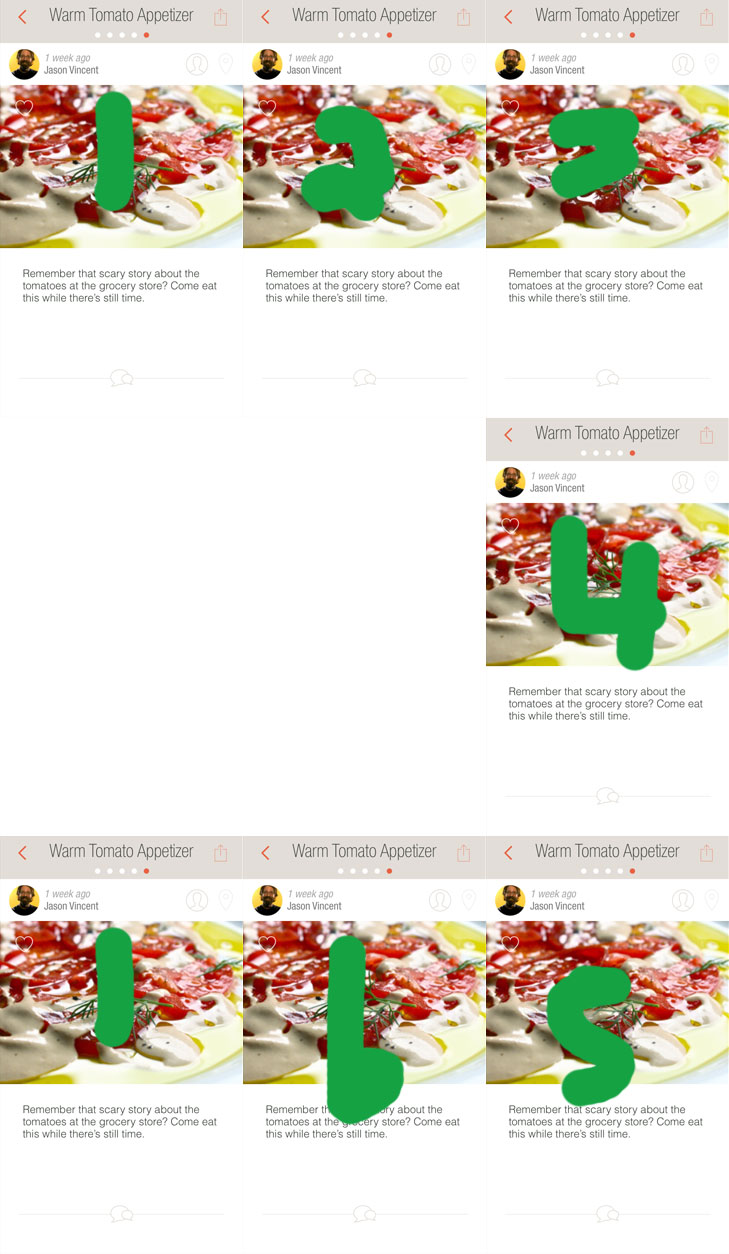 Warm Tomato Appetizer
1 week ago
Jason Vincent
1
Remember that scary story about the
tomatoes at the grocery store? Come eat
this while there's still time.
Warm Tomato Appetizer
1 week ago
Jason Vincent
Remember that scary story about the
tomatoes at the grocery store? Come eat
this while there's still time.
Warm Tomato Appetizer
1 week ago
Jason Vincent
Remember that scary story about the
tomatoes at the grocery store? Come eat
this while there's still time.
Warm Tomato Appetizer
1 week ago
Jason Vincent
4
Remember that scary story about the
tomatoes at the grocery store? Come eat
this while there's still time.
Warm Tomato Appetizer
1 week ago
Jason Vincent
1
Remember that scary story about the
tomatoes at the grocery store? Come eat
this while there's still time.
Warm Tomato Appetizer
1 week ago
Jason Vincent
Remember that scary story about the
tomatoes at the grocery store? Come eat
this while there's still time.
Warm Tomato Appetizer
1 week ago
Jason Vincent
5
Remember that scary story about the
tomatoes at the grocery store? Come eat
this while there's still time.